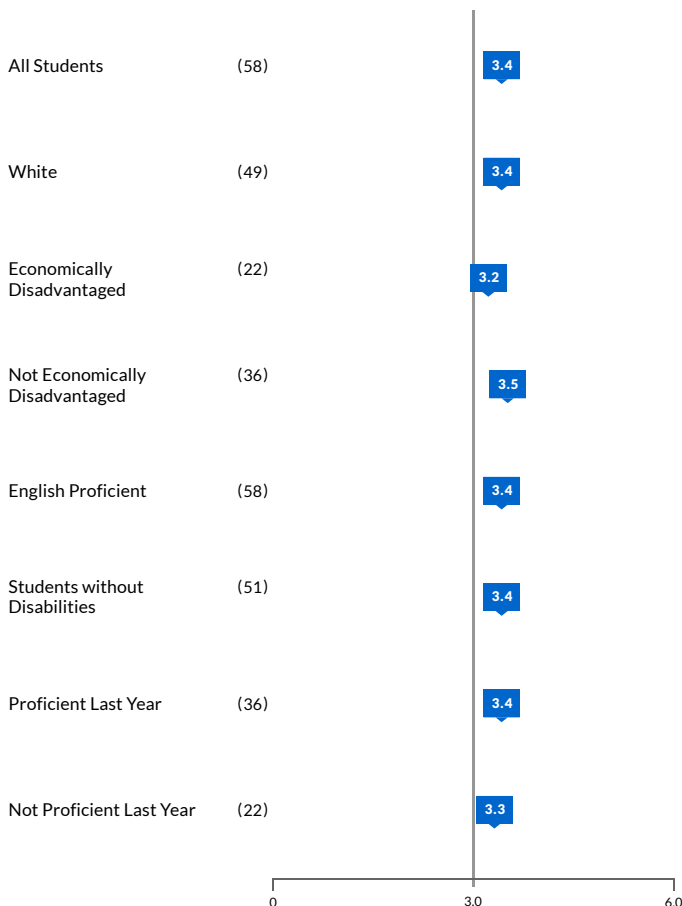 All Students (58) 3.4
White (49) 3.4
Economically (22)
Disadvantaged 3.2
Not Economically (36)
Disadvantaged 3.5
English Proficient (58) 3.4
Students without (51)
Disabilities 3.4
Proficient Last Year (36) 3.4
Not Proficient Last Year (22) 3.3
0 3.0 6.0